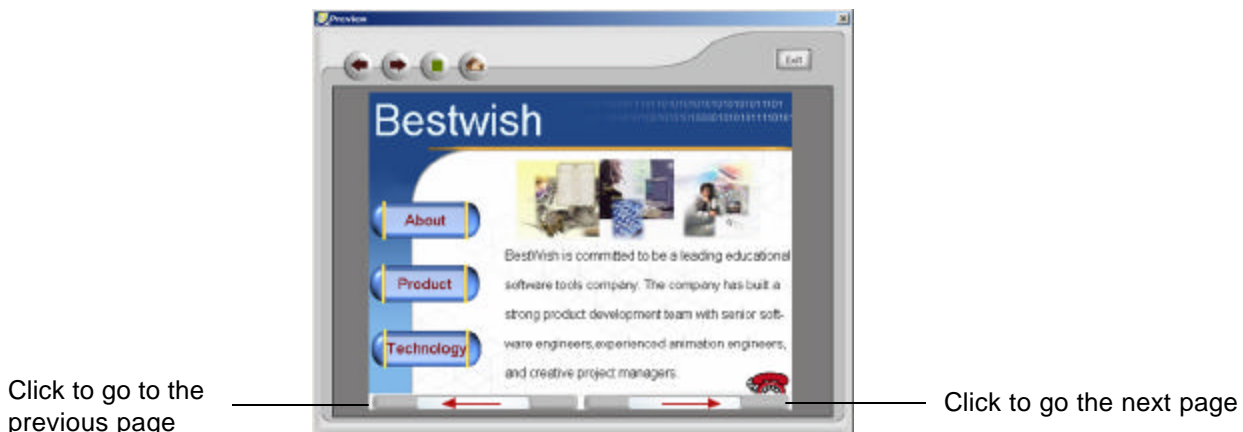 Preview
Exit
Bestwish
About
Product
Technology
BestWish is committed to be a leading educational
software tools company. The company has built a
strong product development team with senior soft-
ware engineers,experienced animation engineers,
and creative project managers.
Click to go to the
previous page
Click to go the next page